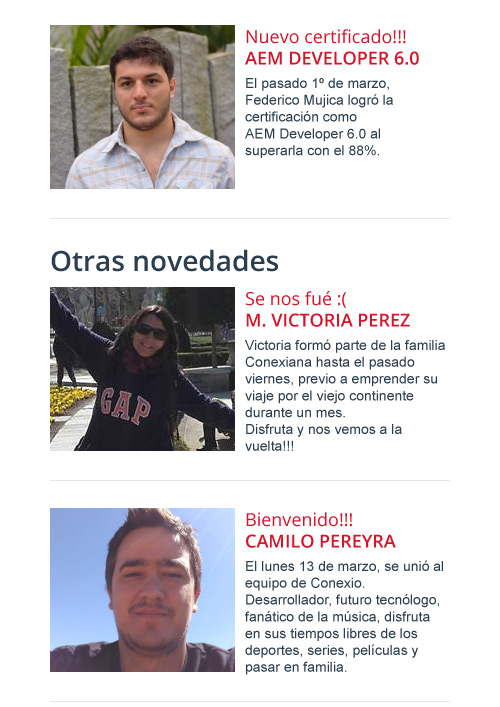 Nuevo certificado!!!
AEM DEVELOPER 6.0
El pasado 1º de marzo,
Federico Mujica logró la
certificación como
AEM Developer 6.0 al
superarla con el 88%.
Otras novedades
Se nos fué :(
M. VICTORIA PEREZ
Victoria formó parte de la familia
Conexiana hasta el pasado
viernes, previo a emprender su
viaje por el viejo continente
durante un mes.
Disfruta y nos vemos a la
vuelta!!!
GAP
Bienvenido!!!
CAMILO PEREYRA
El lunes 13 de marzo, se unió al
equipo de Conexio.
Desarrollador, futuro tecnólogo,
fanático de la música, disfruta
en sus tiempos libres de los
deportes, series, películas y
pasar en familia.